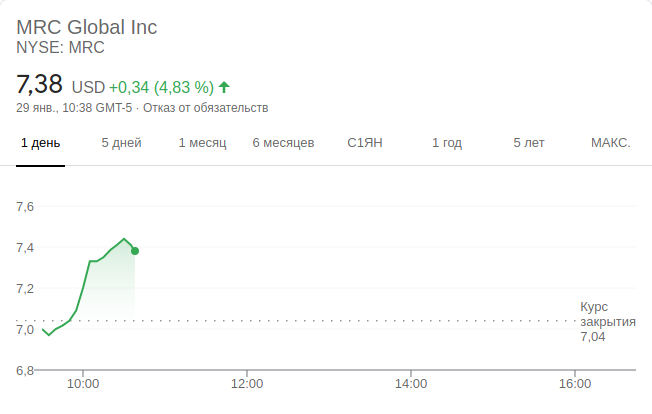 MRC Global Inc
NYSE: MRC
7,38 USD +0,34 (4,83 %)
29 янв., 10:38 GMT-5 · Отказ от обязательств
1 день 5 дней 1 месяц 6 месяцев С1ЯН 1 год 5 лет МАКС.
7,6
7,4
7,2
Курс
закрытия
7,04
7,0
6,8
10:00 12:00 14:00 16:00